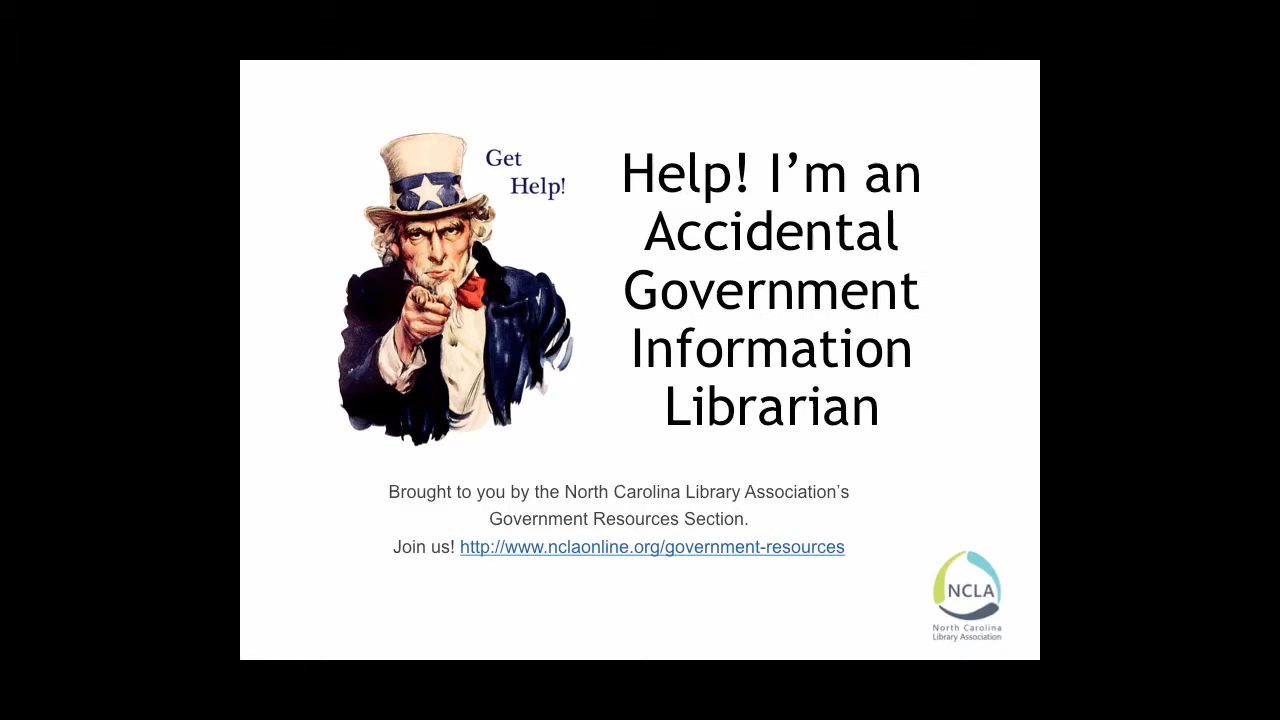 Get
Help!
Help! I’m an
Accidental
Government
Information
Librarian
Brought to you by the North Carolina Library Association’s
Government Resources Section.
Join us! http://www.nclaonline.org/government-resources
NCLA
North Carolina
Library Association